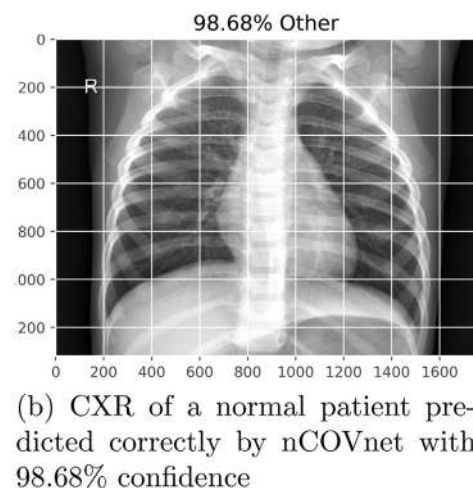 98.68% Other
0
200
R
400
600
800
000
200
0 200 400 600 800 1000 1200 1400 1600
(b) CXR of a normal patient pre-
dicted correctly by nCOVnet with
98.68% confidence